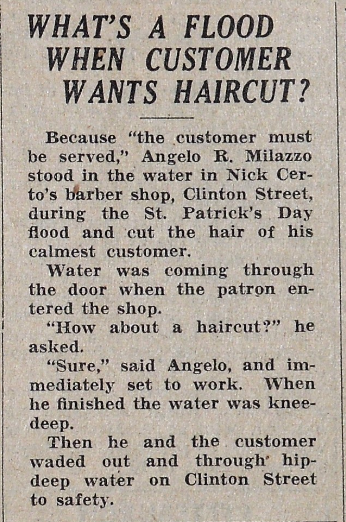 WHAT'S A FLOOD
WHEN CUSTOMER
WANTS HAIRCUT?
Because "the customer must
be served," Angelo R. Milazzo
stood in the water in Nick Cer-
to's barber shop, Clinton Street,
during the St. Patrick's Day
flood and cut the hair of his
calmest customer.
Water was coming through
the door when the patron en-
tered the shop.
"How about a haircut?" he
asked.
"Sure," said Angelo, and im-
mediately set to work. When
he finished the water was knee-
deep.
Then he and the customer
waded out and through hip-
deep water on Clinton Street
to safety.